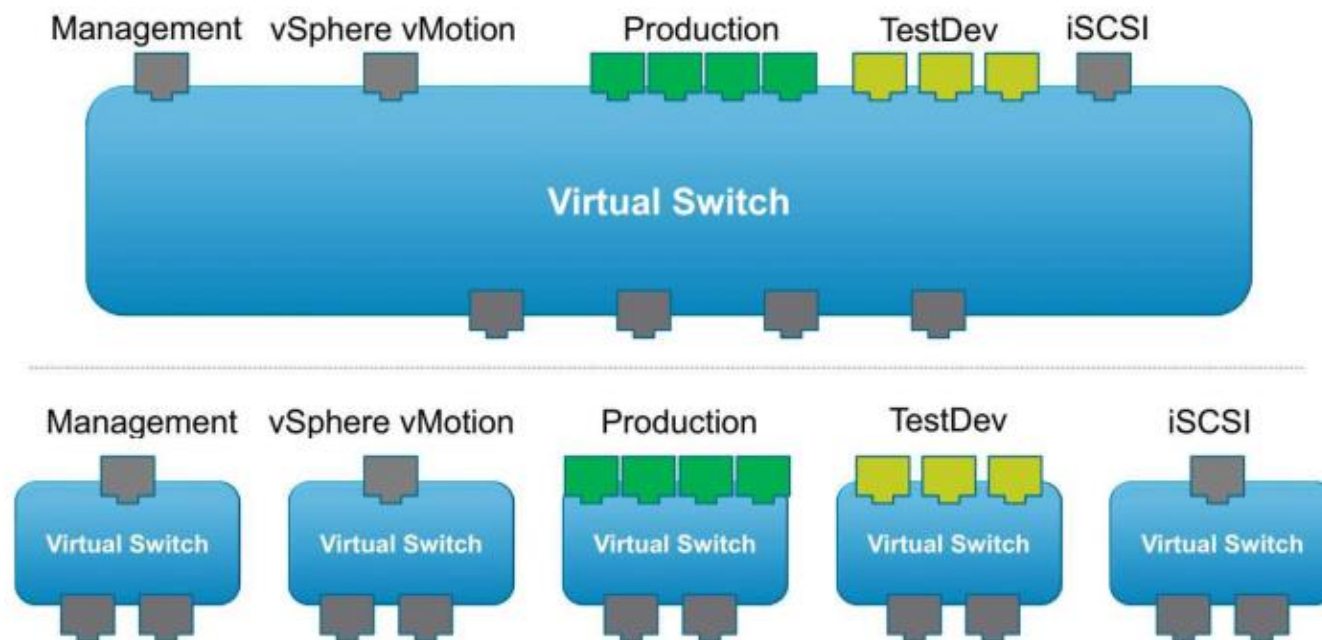 Management vSphere vMotion Production TestDev iSCSI
Virtual Switch
Management vSphere vMotion Production TestDev iSCSI
Virtual Switch Virtual Switch Virtual Switch Virtual Switch Virtual Switch